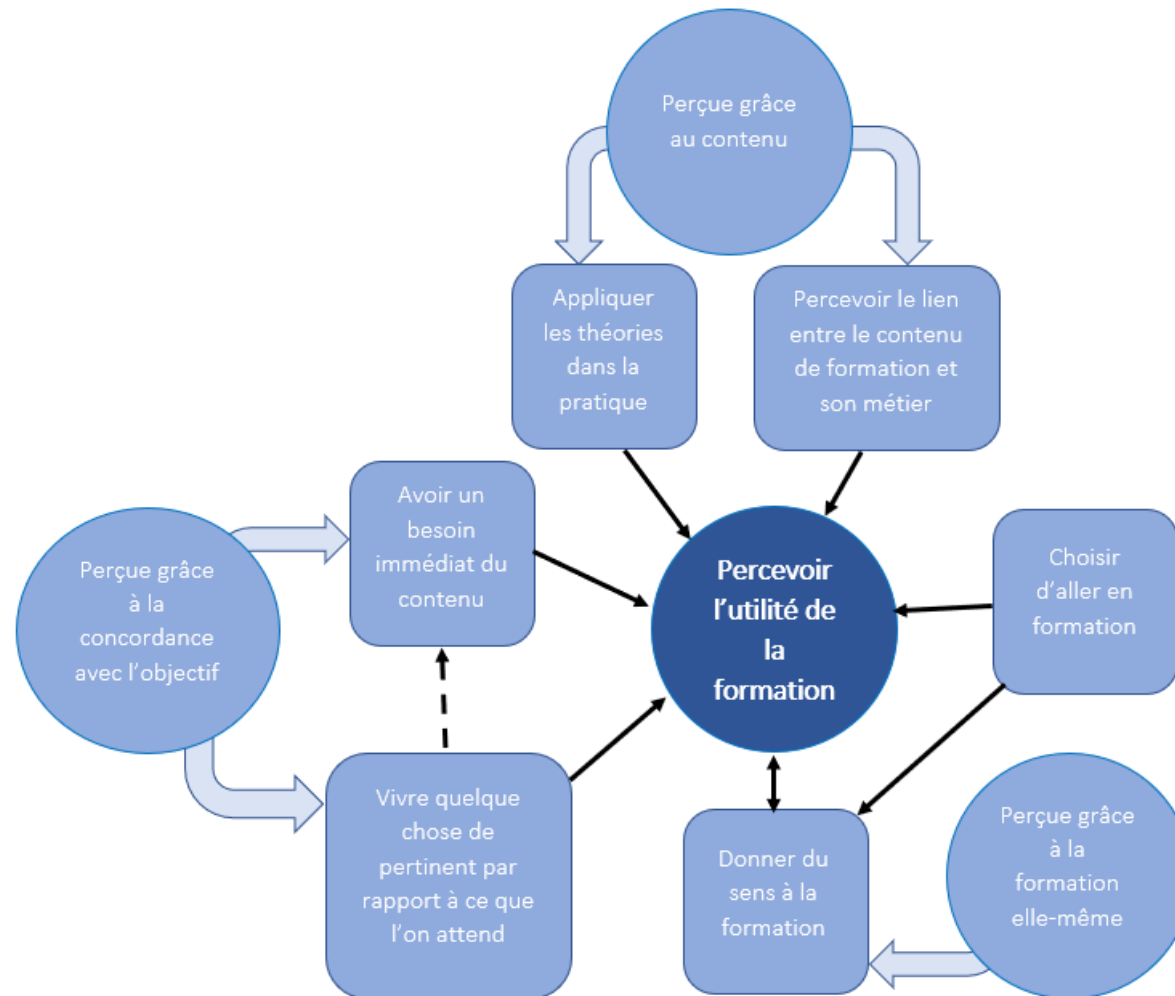 Perçue grâce
au contenu
Appliquer
les théories
dans la
pratique
Percevoir le lien
entre le contenu
de formation et
son métier
Avoir un
besoin
immédiat du
contenu
Perçue grâce
à la
concordance
avec l’objectif
Percevoir
l’utilité de
la
formation
Choisir
d’aller en
formation
Vivre quelque
chose de
pertinent par
rapport à ce que
l’on attend
Donner du
sens à la
formation
Perçue grâce
à la
formation
elle-même